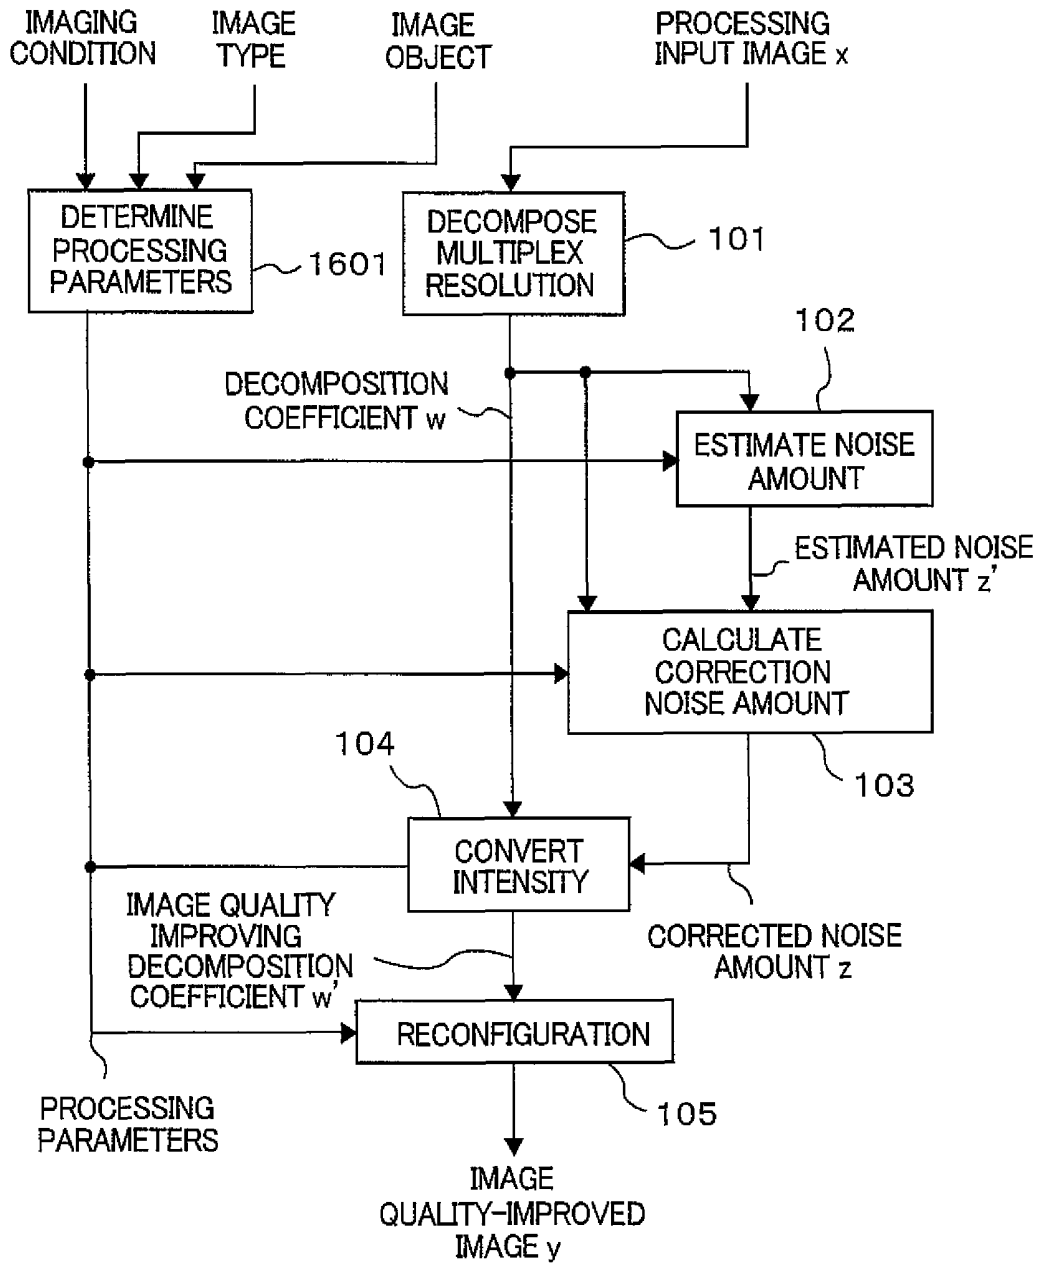 IMAGING
CONDITION
IMAGE
TYPE
IMAGE
OBJECT
PROCESSING
INPUT IMAGE x
DETERMINE
PROCESSING
PARAMETERS
1601
DECOMPOSE
MULTIPLEX
RESOLUTION
101
102
DECOMPOSITION
COEFFICIENT w
ESTIMATE NOISE
AMOUNT
ESTIMATED NOISE
AMOUNT z'
CALCULATE
CORRECTION
NOISE AMOUNT
103
104
CONVERT
INTENSITY
IMAGE QUALITY
IMPROVING
DECOMPOSITION
COEFFICIENT w'
CORRECTED NOISE
AMOUNT z
RECONFIGURATION
105
PROCESSING
PARAMETERS
IMAGE
QUALITY-IMPROVED
IMAGE y